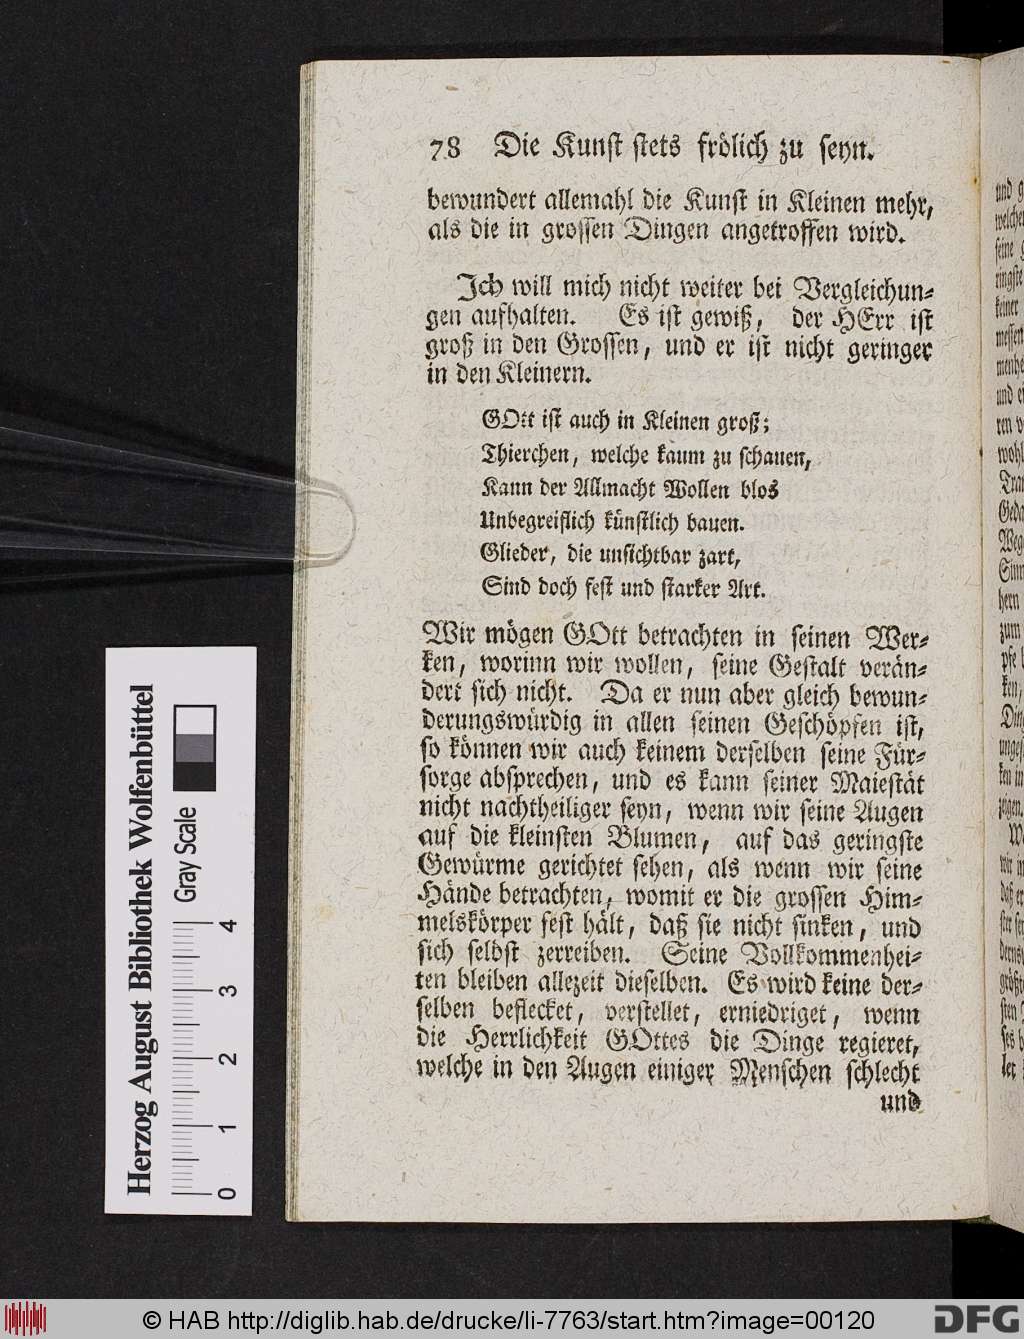 78 Die Kunst stets frölich zu seyn.
bewundert allemahl die Kunst in Kleinen mehr,
als die in grossen Dingen angetroffen wird.
Ich will mich nicht weiter bei Vergleichun-
gen aufhalten. Es ist gewiß, der HErr ist
groß in den Grossen, und er ist nicht geringer
in den Kleinern.
GOtt ist auch in Kleinen groß;
Thierchen, welche kaum zu schauen,
Kann der Allmacht Wollen blos
Unbegreiflich künstlich bauen.
Glieder, die unsichtbar zart,
Sind doch fest und starker Art.
Wir mögen GOtt betrachten in seinen Wer-
ken, worinn wir wollen, seine Gestalt verän-
dert sich nicht. Da er nun aber gleich bewun-
derungswürdig in allen seinen Geschöpfen ist,
so können wir auch keinem derselben seine Für-
sorge absprechen, und es kann seiner Maiestät
nicht nachtheiliger seyn, wenn wir seine Augen
auf die kleinsten Blumen, auf das geringste
Gewürme gerichtet sehen, als wenn wir seine
Hände betrachten, womit er die grossen Him-
melskörper fest hält, daß sie nicht sinken, und
sich selbst zerreiben. Seine Vollkommenhei-
ten bleiben allezeit dieselben. Es wird keine der-
selben beflecket, verstellet, erniedriget, wenn
die Herrlichkeit GOttes die Dinge regieret,
welche in den Augen einiger Menschen schlecht
und
Herzog August Bibliothek Wolfenbüttel
Gray Scale
0 1 2 3 4
© HAB http://diglib.hab.de/drucke/li-7763/start.htm?image=00120
DFG